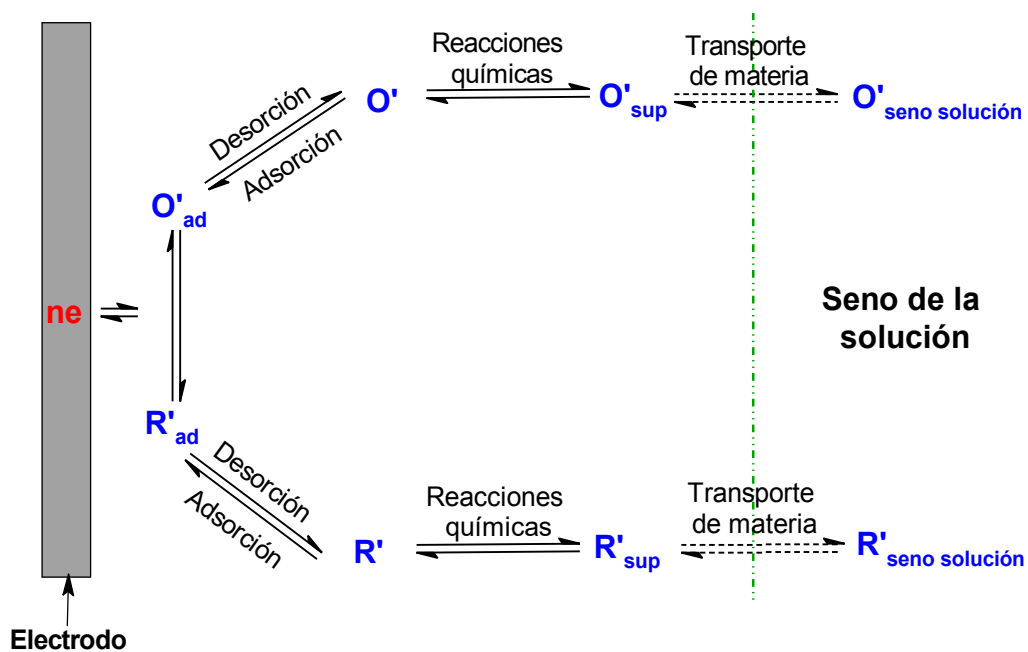 Reacciones
químicas
Transporte
de materia
Desorción
Adsorción
O'
O'sup
O'seno solución
O'ad
ne
Seno de la
solución
R'ad
Desorción
Adsorción
Reacciones
químicas
Transporte
de materia
R'
R'sup
R'seno solución
Electrodo